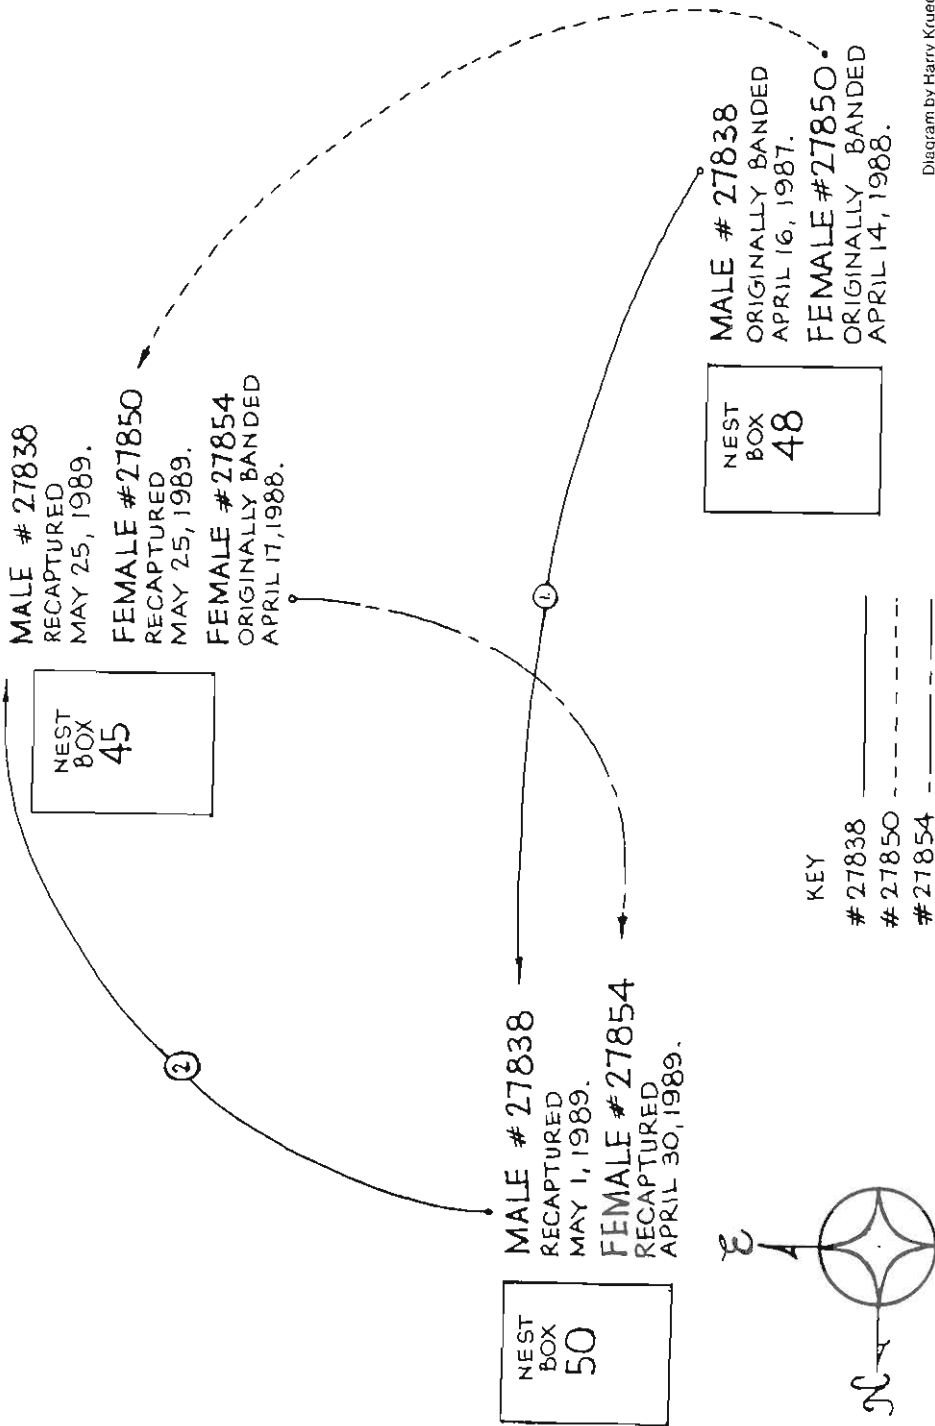 NEST
BOX
45
MALE # 27838
RECAPTURED
MAY 25, 1989.
FEMALE #27850
RECAPTURED
MAY 25, 1989.
FEMALE #27854
ORIGINALLY BANDED
APRIL 17, 1988.
2
1
NEST
BOX
50
MALE # 27838
RECAPTURED
MAY 1, 1989.
FEMALE # 27854
RECAPTURED
APRIL 30, 1989.
NEST
BOX
48
MALE # 27838
ORIGINALLY BANDED
APRIL 16, 1987.
FEMALE #27850
ORIGINALLY BANDED
APRIL 14, 1988.
E
N
KEY
#27838
#27850
#27854
Diagram by Harry